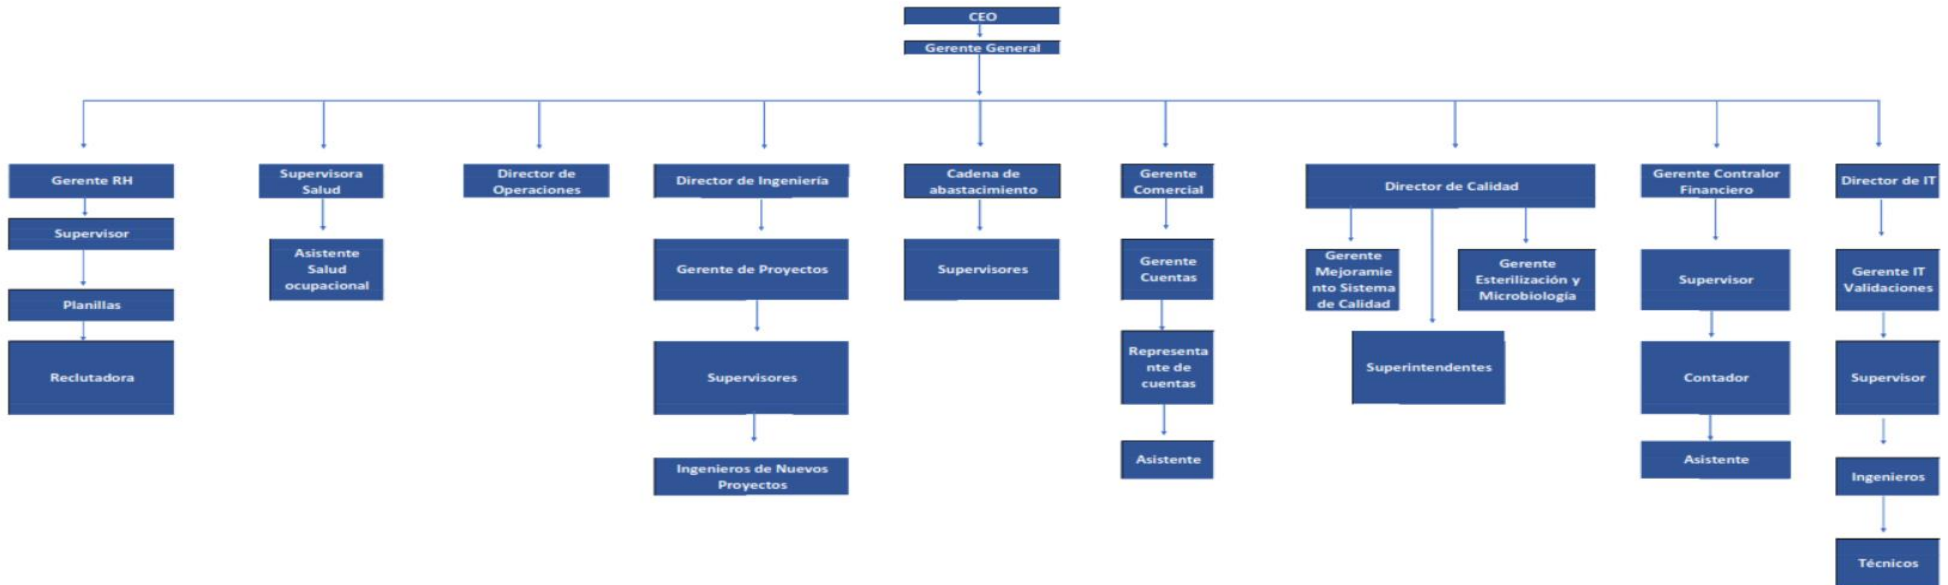 CEO
Gerente General
Gerente RH
Supervisor
Planillas
Reclutadora
Supervisora
Salud
Asistente
Salud
ocupacional
Director de
Operaciones
Director de Ingeniería
Gerente de Proyectos
Supervisores
Ingenieros de Nuevos
Proyectos
Cadena de
abastacimiento
Supervisores
Gerente
Comercial
Gerente
Cuentas
Representa
nte de
cuentas
Asistente
Director de Calidad
Gerente
Mejoramie
nto Sistema
de Calidad
Superintendentes
Gerente
Esterilización y
Microbiología
Gerente Contralor
Financiero
Supervisor
Contador
Asistente
Director de IT
Gerente IT
Validaciones
Supervisor
Ingenieros
Técnicos